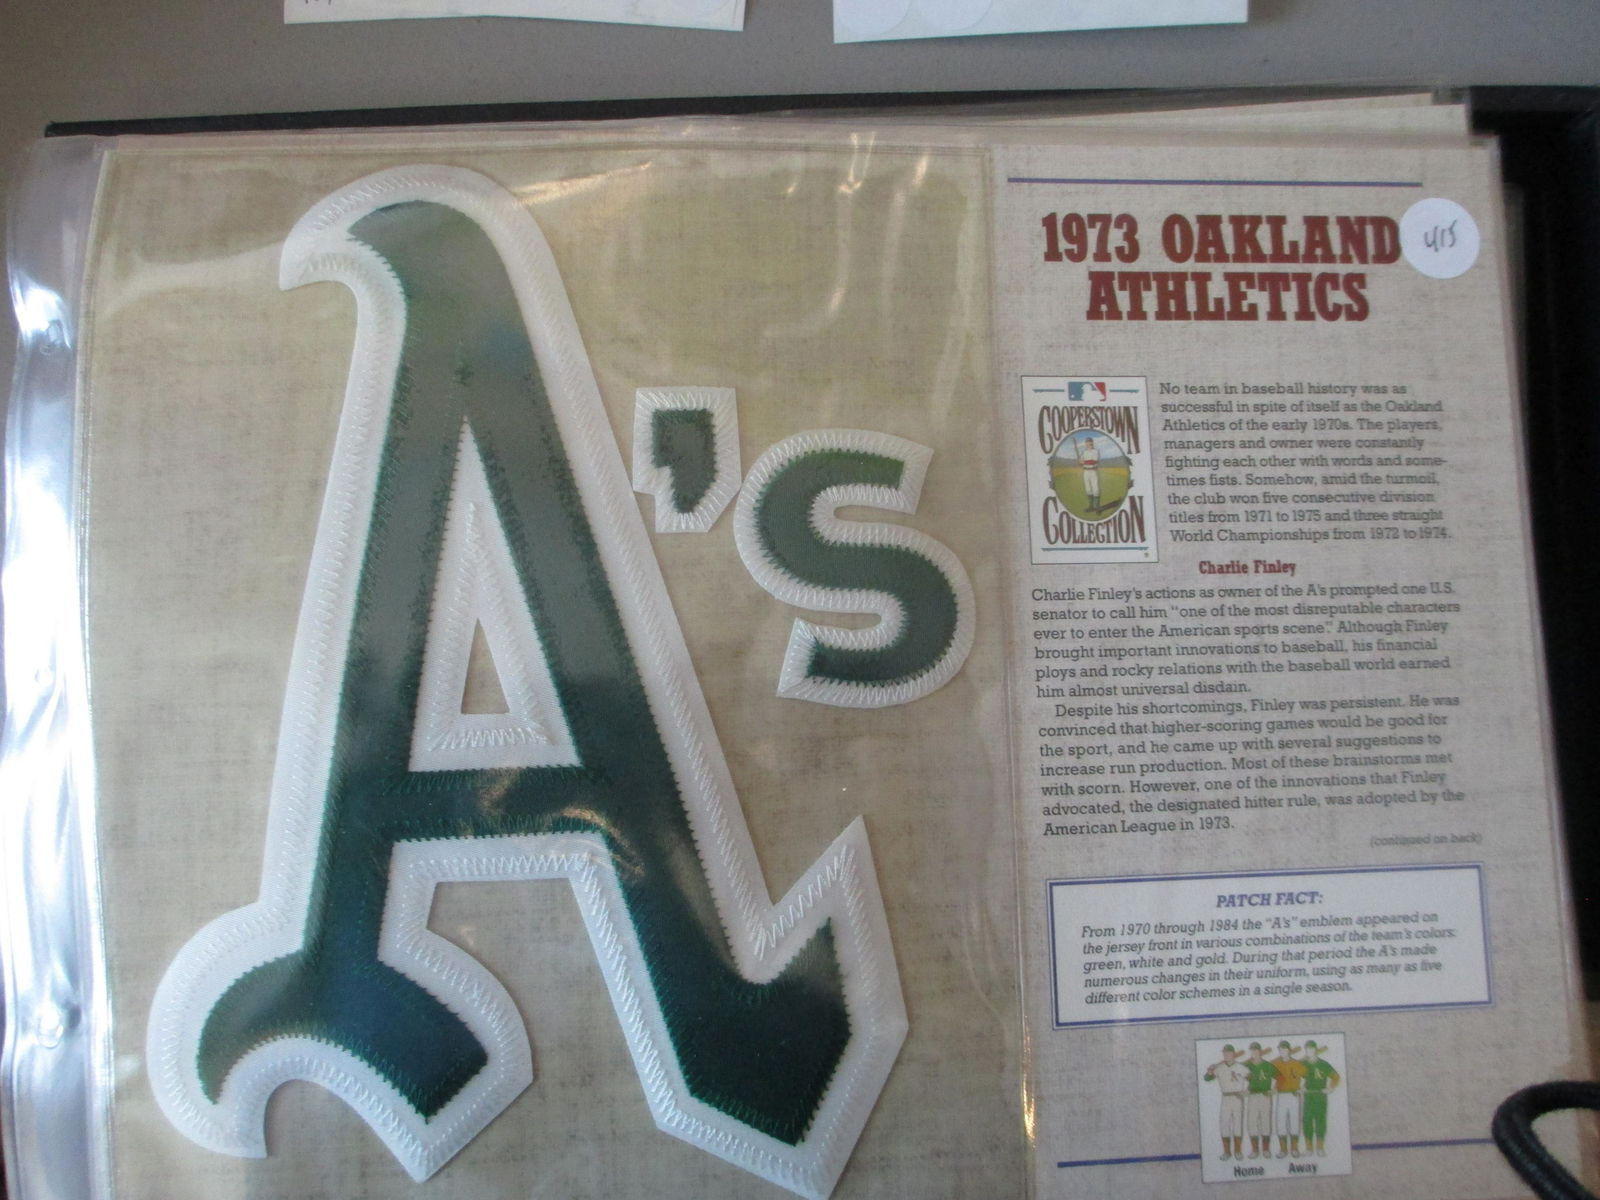 A's
1973 OAKLAND
ATHLETICS
415
COOPERSTOWN
COLLECTION
No team in baseball history was as
successful in spite of itself as the Oakland
Athletics of the early 1970s. The players,
managers and owner were constantly
fighting each other with words and some-
times fists. Somehow, amid the turmoil,
the club won five consecutive division
titles from 1971 to 1975 and three straight
World Championships from 1972 to 1974.
Charlie Finley
Charlie Finley's actions as owner of the A's prompted one U.S.
senator to call him "one of the most disreputable characters
ever to enter the American sports scene." Although Finley
brought important innovations to baseball, his financial
ploys and rocky relations with the baseball world earned
him almost universal disdain.
Despite his shortcomings, Finley was persistent. He was
convinced that higher-scoring games would be good for
the sport, and he came up with several suggestions to
increase run production. Most of these brainstorms met
with scorn. However, one of the innovations that Finley
advocated, the designated hitter rule, was adopted by the
American League in 1973.
(continued on back)
PATCH FACT:
From 1970 through 1984 the "A's" emblem appeared on
the jersey front in various combinations of the team's colors:
green, white and gold. During that period the A's made
numerous changes in their uniform, using as many as five
different color schemes in a single season.
Home Away